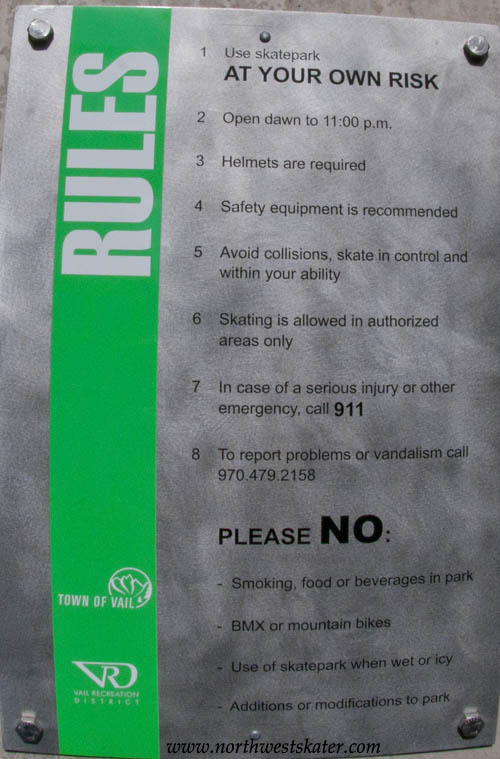 RULES
1 Use skatepark
AT YOUR OWN RISK
2 Open dawn to 11:00 p.m.
3 Helmets are required
4 Safety equipment is recommended
5 Avoid collisions, skate in control and
within your ability
6 Skating is allowed in authorized
areas only
7 In case of a serious injury or other
emergency, call 911
8 To report problems or vandalism call
970.479.2158
PLEASE NO:
- Smoking, food or beverages in park
- BMX or mountain bikes
- Use of skatepark when wet or icy
- Additions or modifications to park
TOWN OF VAIL
VRD
VAIL RECREATION
DISTRICT
www.northwestskater.com